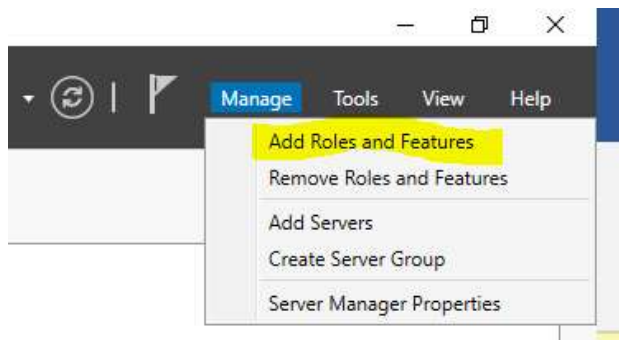 Manage Tools View Help
Add Roles and Features
Remove Roles and Features
Add Servers
Create Server Group
Server Manager Properties